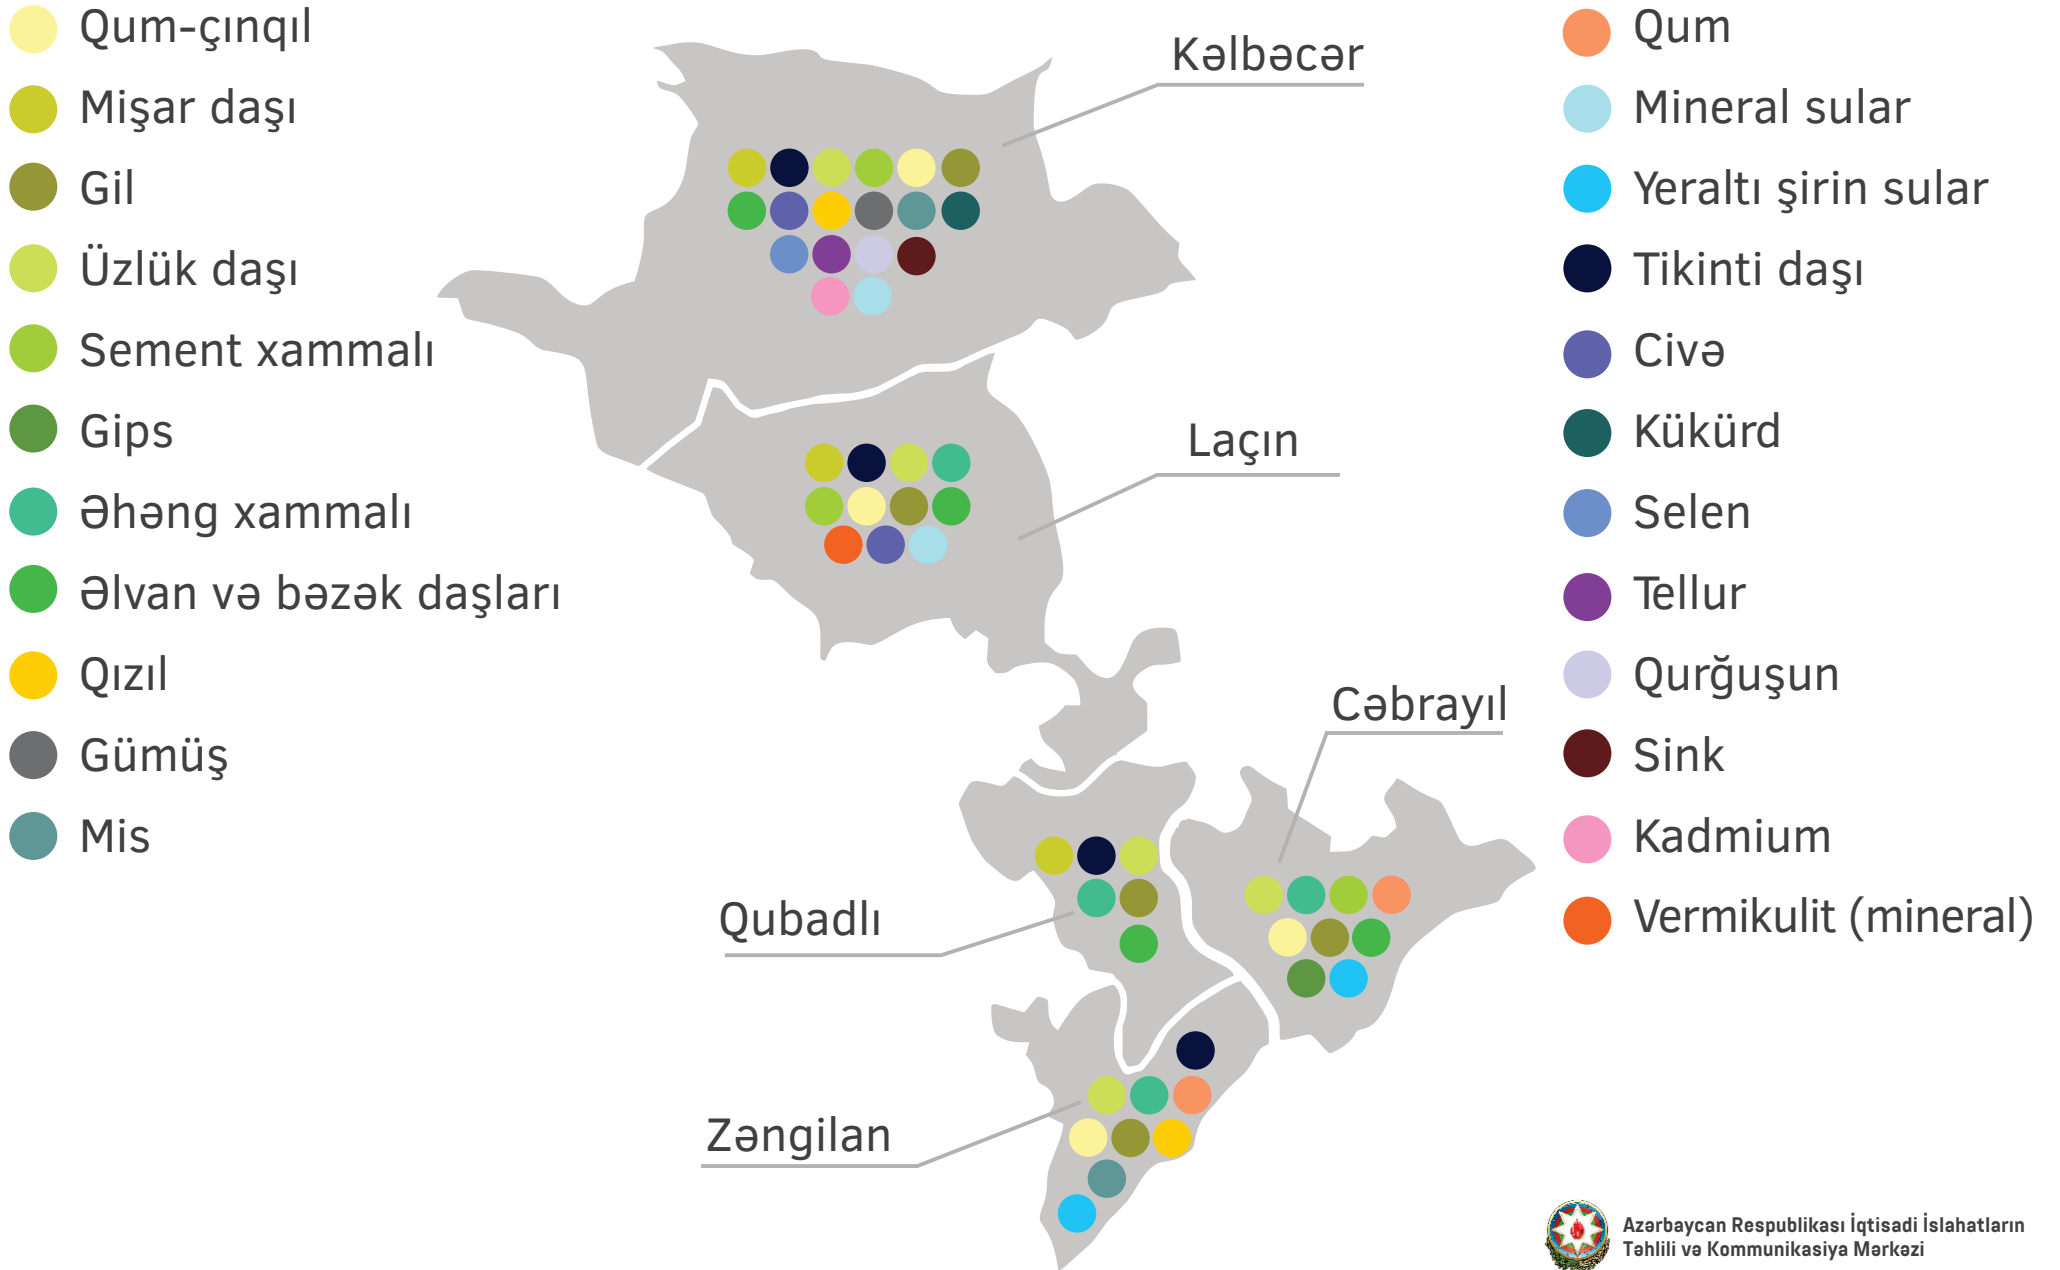 Qum-çınqıl
Mişar daşı
Gil
Üzlük daşı
Sement xammalı
Gips
Əhəng xammalı
Əlvan və bəzək daşları
Qızıl
Gümüş
Mis
Kəlbəcər
Laçın
Cəbrayıl
Qubadlı
Zəngilan
Qum
Mineral sular
Yeraltı şirin sular
Tikinti daşı
Civə
Kükürd
Selen
Tellur
Qurğuşun
Sink
Kadmium
Vermikulit (mineral)
Azərbaycan Respublikası İqtisadi İslahatların
Təhlili və Kommunikasiya Mərkəzi